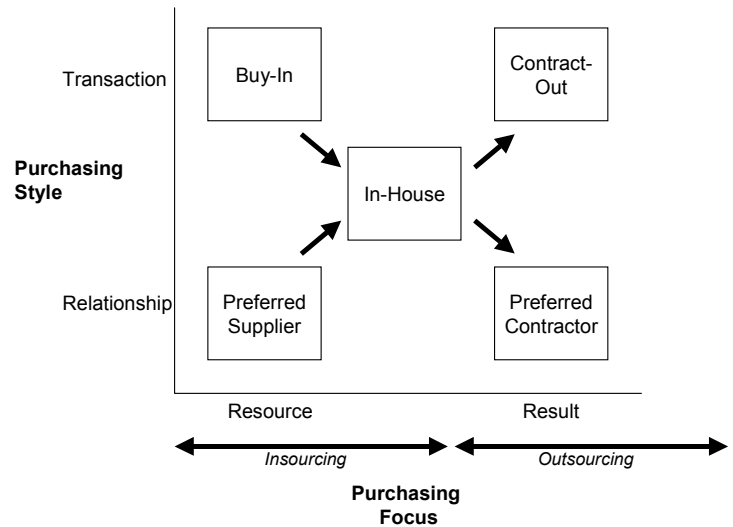 Transaction
Buy-In
Contract-
Out
Purchasing
Style
In-House
Relationship
Preferred
Supplier
Preferred
Contractor
Resource
Result
Insourcing
Outsourcing
Purchasing
Focus